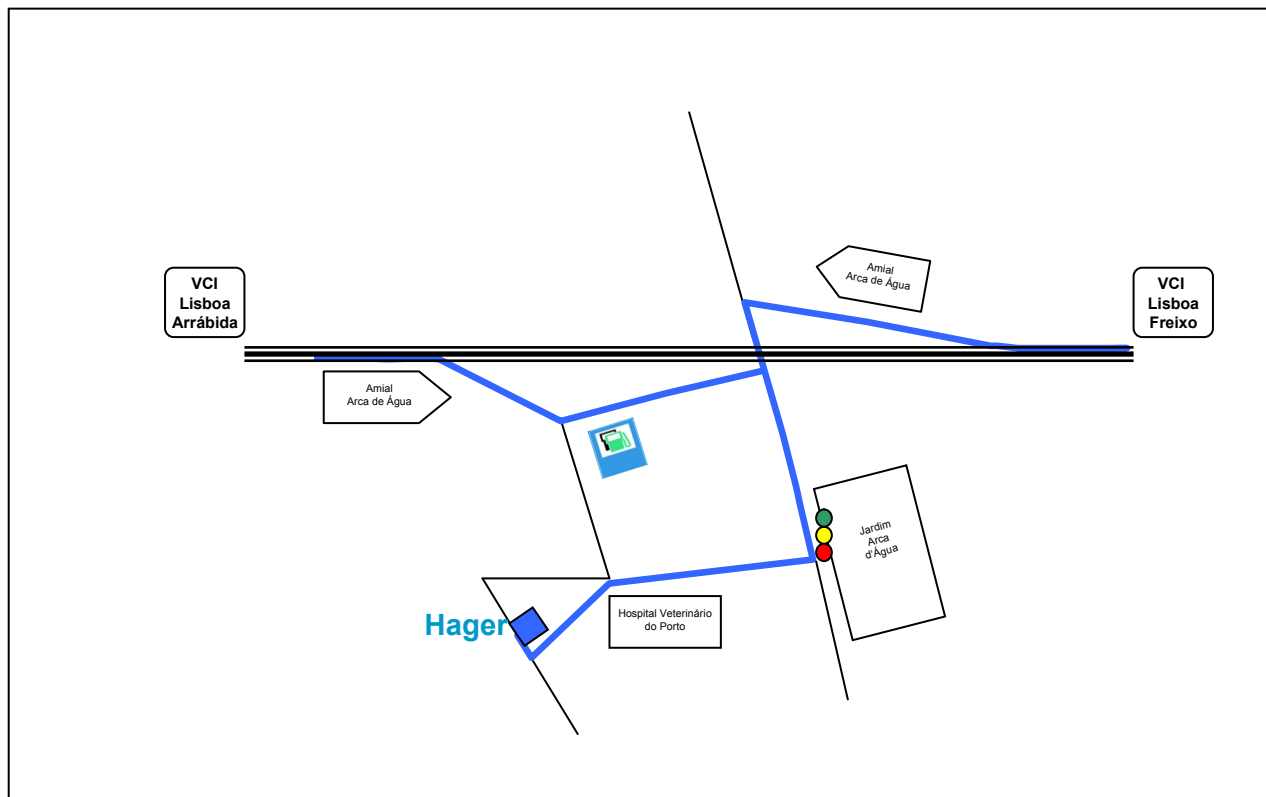 Amial
Arca de Água
VCI
Lisboa
Arrábida
VCI
Lisboa
Freixo
Amial
Arca de Água
Jardim
Arca
d'Água
Hospital Veterinário
do Porto
Hager